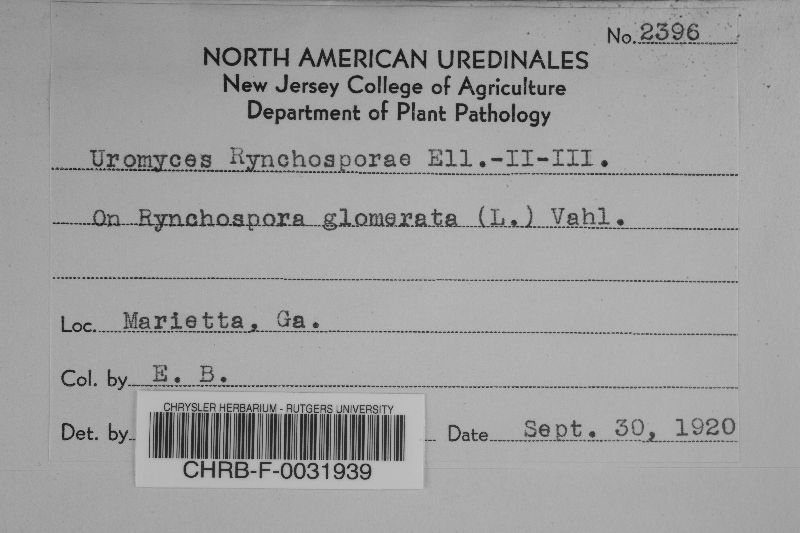 No. 2396
NORTH AMERICAN UREDINALES
New Jersey College of Agriculture
Department of Plant Pathology
Uromyces Rynchosporae Ell.-II-III.
On Rynchospora glomerata (L.) Vahl.
Loc. Marietta, Ga.
Col. by E. B.
Det. by
Date Sept. 30, 1920
CHRYSLER HERBARIUM - RUTGERS UNIVERSITY
CHRB-F-0031939